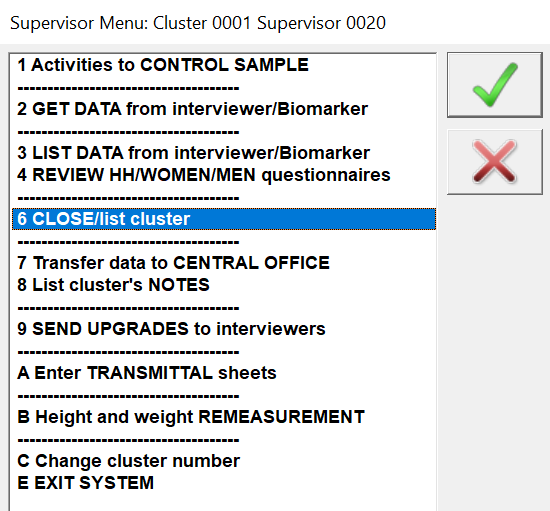 Supervisor Menu: Cluster 0001 Supervisor 0020
1 Activities to CONTROL SAMPLE
-------------------------------------
2 GET DATA from interviewer/Biomarker
-------------------------------------
3 LIST DATA from interviewer/Biomarker
4 REVIEW HH/WOMEN/MEN questionnaires
-------------------------------------
6 CLOSE/list cluster
-------------------------------------
7 Transfer data to CENTRAL OFFICE
8 List cluster's NOTES
-------------------------------------
9 SEND UPGRADES to interviewers
-------------------------------------
A Enter TRANSMITTAL sheets
-------------------------------------
B Height and weight REMEASUREMENT
-------------------------------------
C Change cluster number
E EXIT SYSTEM